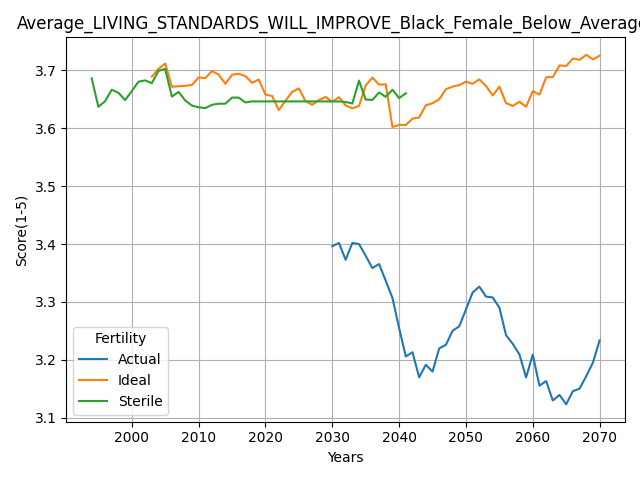 Average_LIVING_STANDARDS_WILL_IMPROVE_Black_Female_Below_Average
Score(1-5)
3.7
3.6
3.5
3.4
3.3
3.2
3.1
Fertility
Actual
Ideal
Sterile
2000 2010 2020 2030 2040 2050 2060 2070
Years